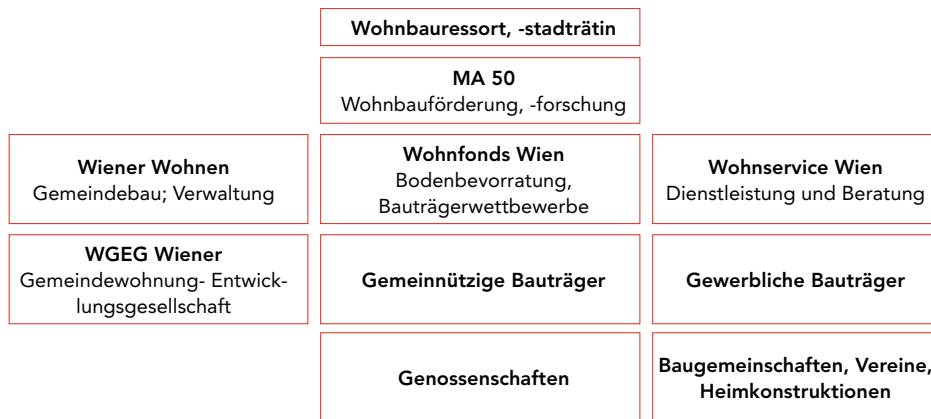 Wohnbauressort, -stadträtin
MA 50
Wohnbauförderung, -forschung
Wiener Wohnen
Gemeindebau; Verwaltung
Wohnfonds Wien
Bodenbevorratung,
Bauträgerwettbewerbe
Wohnservice Wien
Dienstleistung und Beratung
WGEG Wiener
Gemeindewohnung- Entwick-
lungsgesellschaft
Gemeinnützige Bauträger
Gewerbliche Bauträger
Genossenschaften
Baugemeinschaften, Vereine,
Heimkonstruktionen